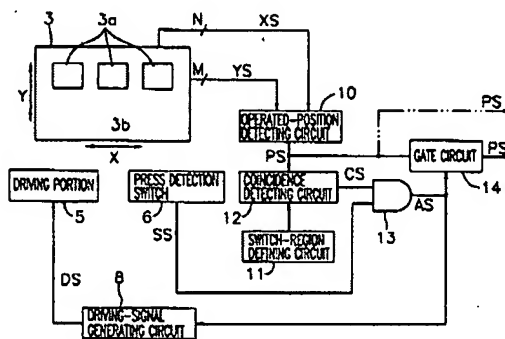 3
3a
N
XS
M
YS
Y
3b
X
10
OPERATED-POSITION
DETECTING CIRCUIT
PS
PS
PS
DRIVING PORTION
5
PRESS DETECTION
SWITCH
6
SS
COINCIDENCE
DETECTING CIRCUIT
12
CS
GATE CIRCUIT
14
AS
13
SWITCH-REGION
DEFINING CIRCUIT
11
DS
8
DRIVING-SIGNAL
GENERATING CIRCUIT